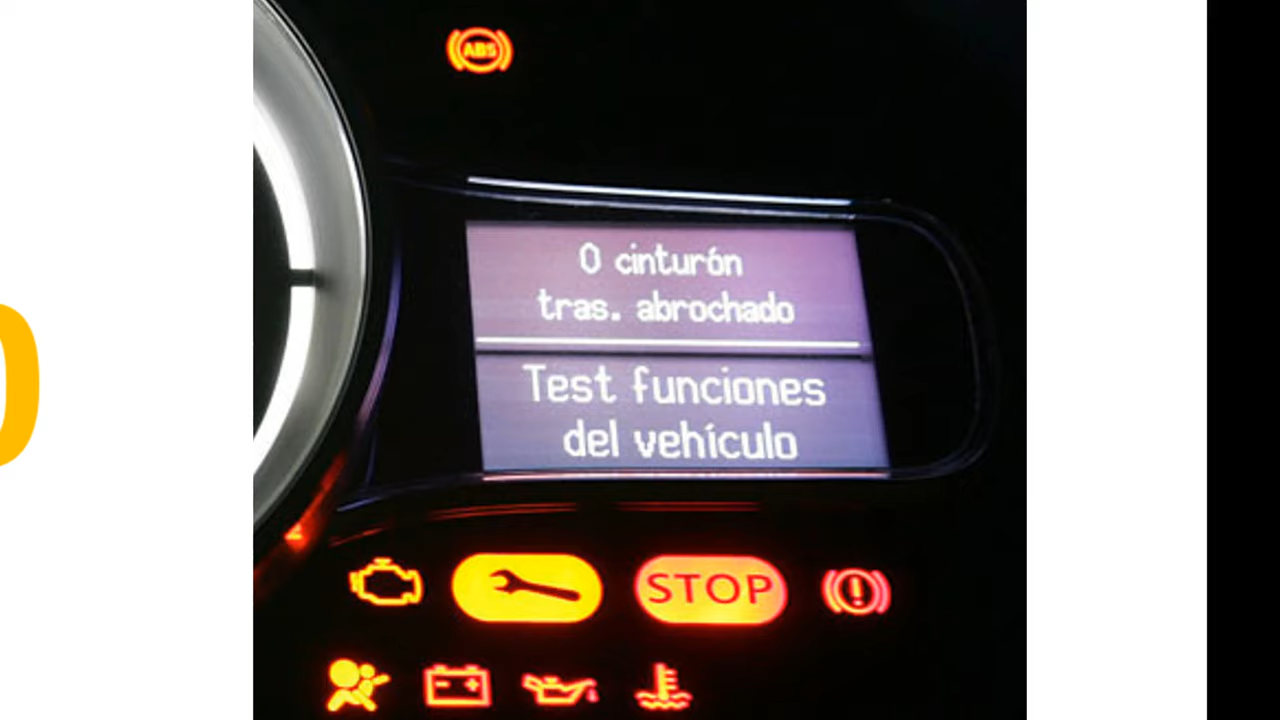 ABS
0 cinturón
tras. abrochado
Test funciones
del vehículo
STOP